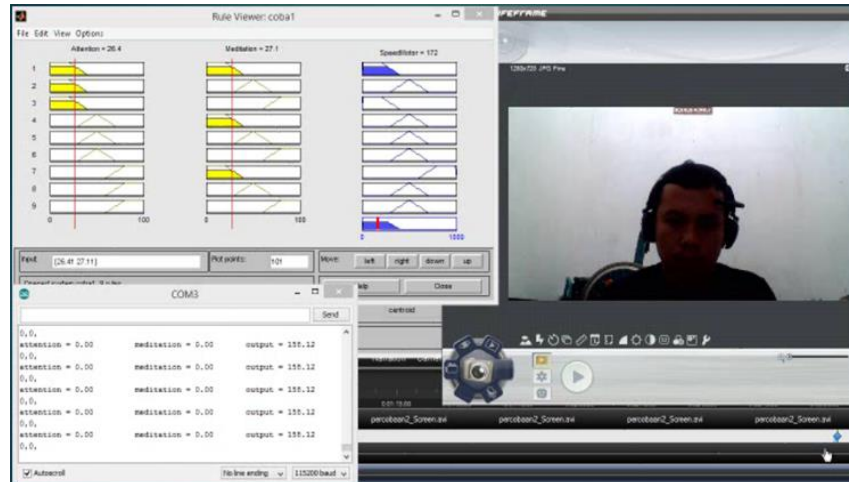 Rule Viewer: coba1
File Edit View Options
Attention = 26.4
Meditation = 27.1
SpeedMotor = 172
1
2
3
4
5
6
7
8
9
0 100
0 100
0 1000
Input: [26.41 27.11]
Plot points: 101
Move: left right down up
Opened system coba1, 9 rules
Help Close
centroid
COM3
Send
0,0,
attention = 0.00 meditation = 0.00 output = 158.12
0,0,
attention = 0.00 meditation = 0.00 output = 158.12
0,0,
attention = 0.00 meditation = 0.00 output = 158.12
0,0,
attention = 0.00 meditation = 0.00 output = 158.12
0,0,
attention = 0.00 meditation = 0.00 output = 158.12
0,0,
Autoscroll
No line ending
115200 baud
1280x720 JPG Fine
percobaan2_Screen.avi percobaan2_Screen.avi percobaan2_Screen.avi percobaan2_Screen.avi